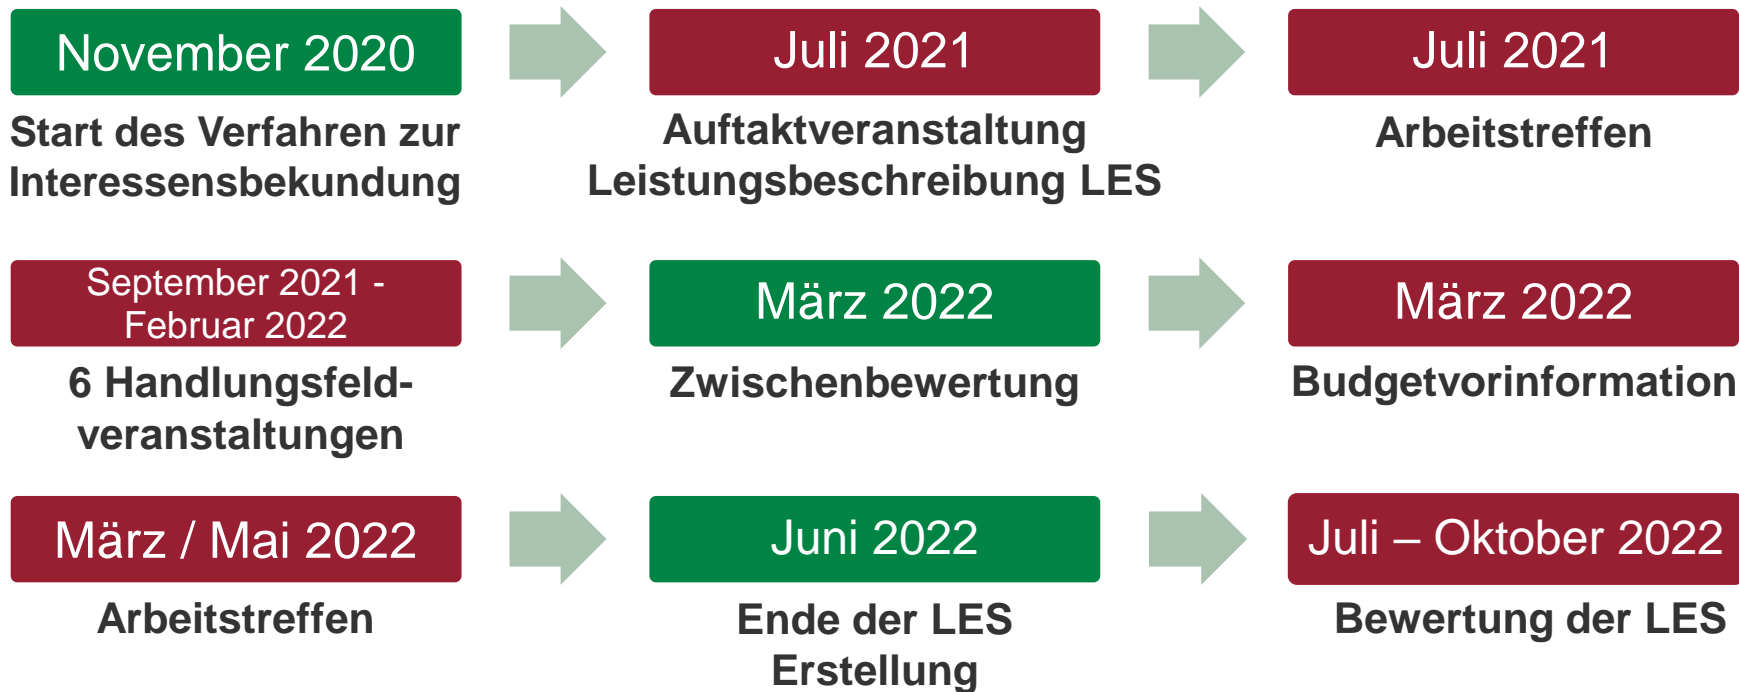 November 2020
Start des Verfahren zur
Interessensbekundung
Juli 2021
Auftaktveranstaltung
Leistungsbeschreibung LES
Juli 2021
Arbeitstreffen
September 2021 -
Februar 2022
6 Handlungsfeld-
veranstaltungen
März 2022
Zwischenbewertung
März 2022
Budgetvorinformation
März / Mai 2022
Arbeitstreffen
Juni 2022
Ende der LES
Erstellung
Juli – Oktober 2022
Bewertung der LES